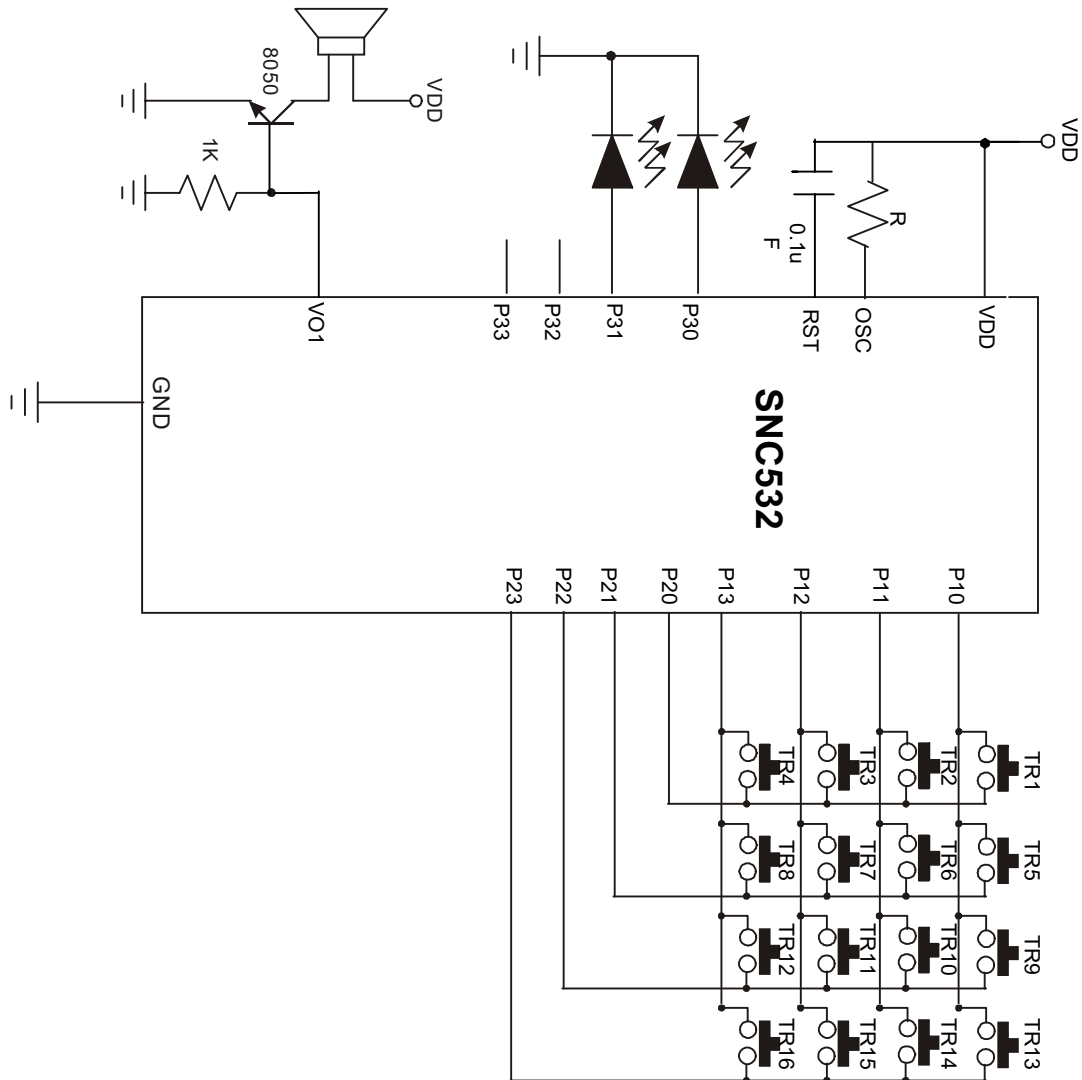 8050
VDD
1K
VDD
R
0.1u
F
VO1
P33
P32
P31
P30
RST
OSC
VDD
GND
SNC532
P23
P22
P21
P20
P13
P12
P11
P10
TR4
TR3
TR2
TR1
TR8
TR7
TR6
TR5
TR12
TR11
TR10
TR9
TR16
TR15
TR14
TR13